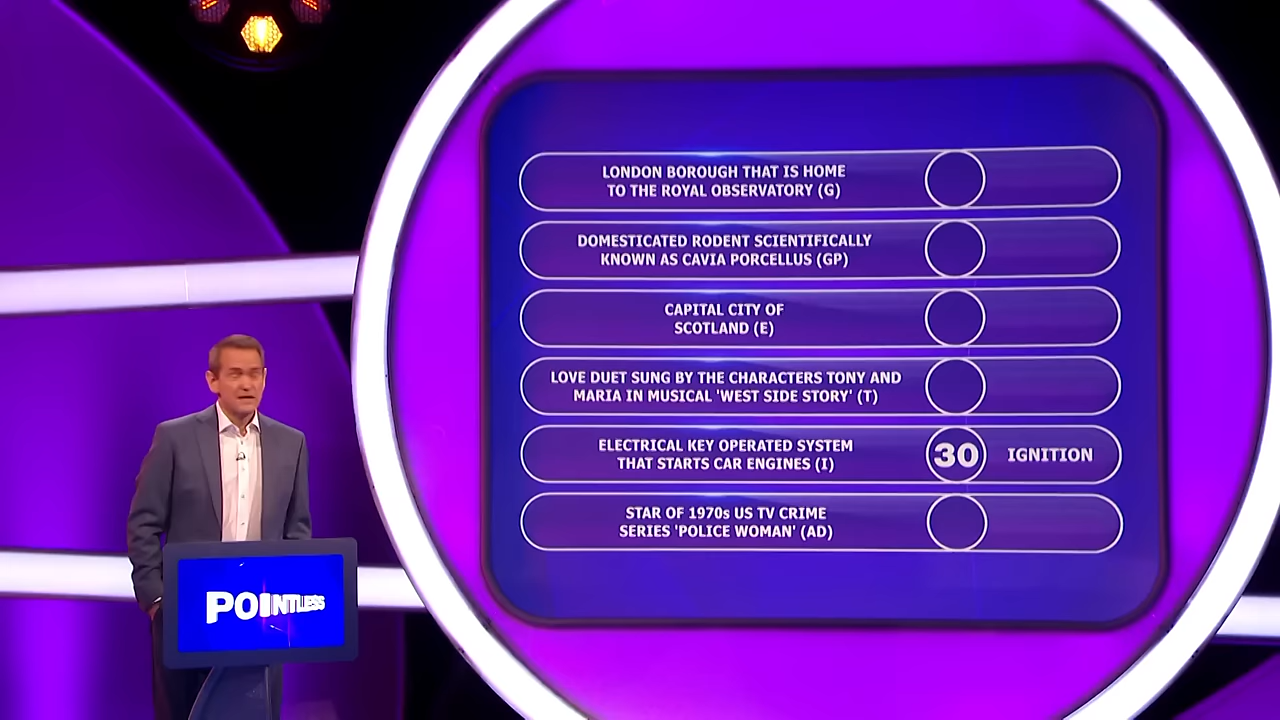 LONDON BOROUGH THAT IS HOME
TO THE ROYAL OBSERVATORY (G)
DOMESTICATED RODENT SCIENTIFICALLY
KNOWN AS CAVIA PORCELLUS (GP)
CAPITAL CITY OF
SCOTLAND (E)
LOVE DUET SUNG BY THE CHARACTERS TONY AND
MARIA IN MUSICAL 'WEST SIDE STORY' (T)
ELECTRICAL KEY OPERATED SYSTEM
THAT STARTS CAR ENGINES (I)
30 IGNITION
STAR OF 1970s US TV CRIME
SERIES 'POLICE WOMAN' (AD)
POINTLESS